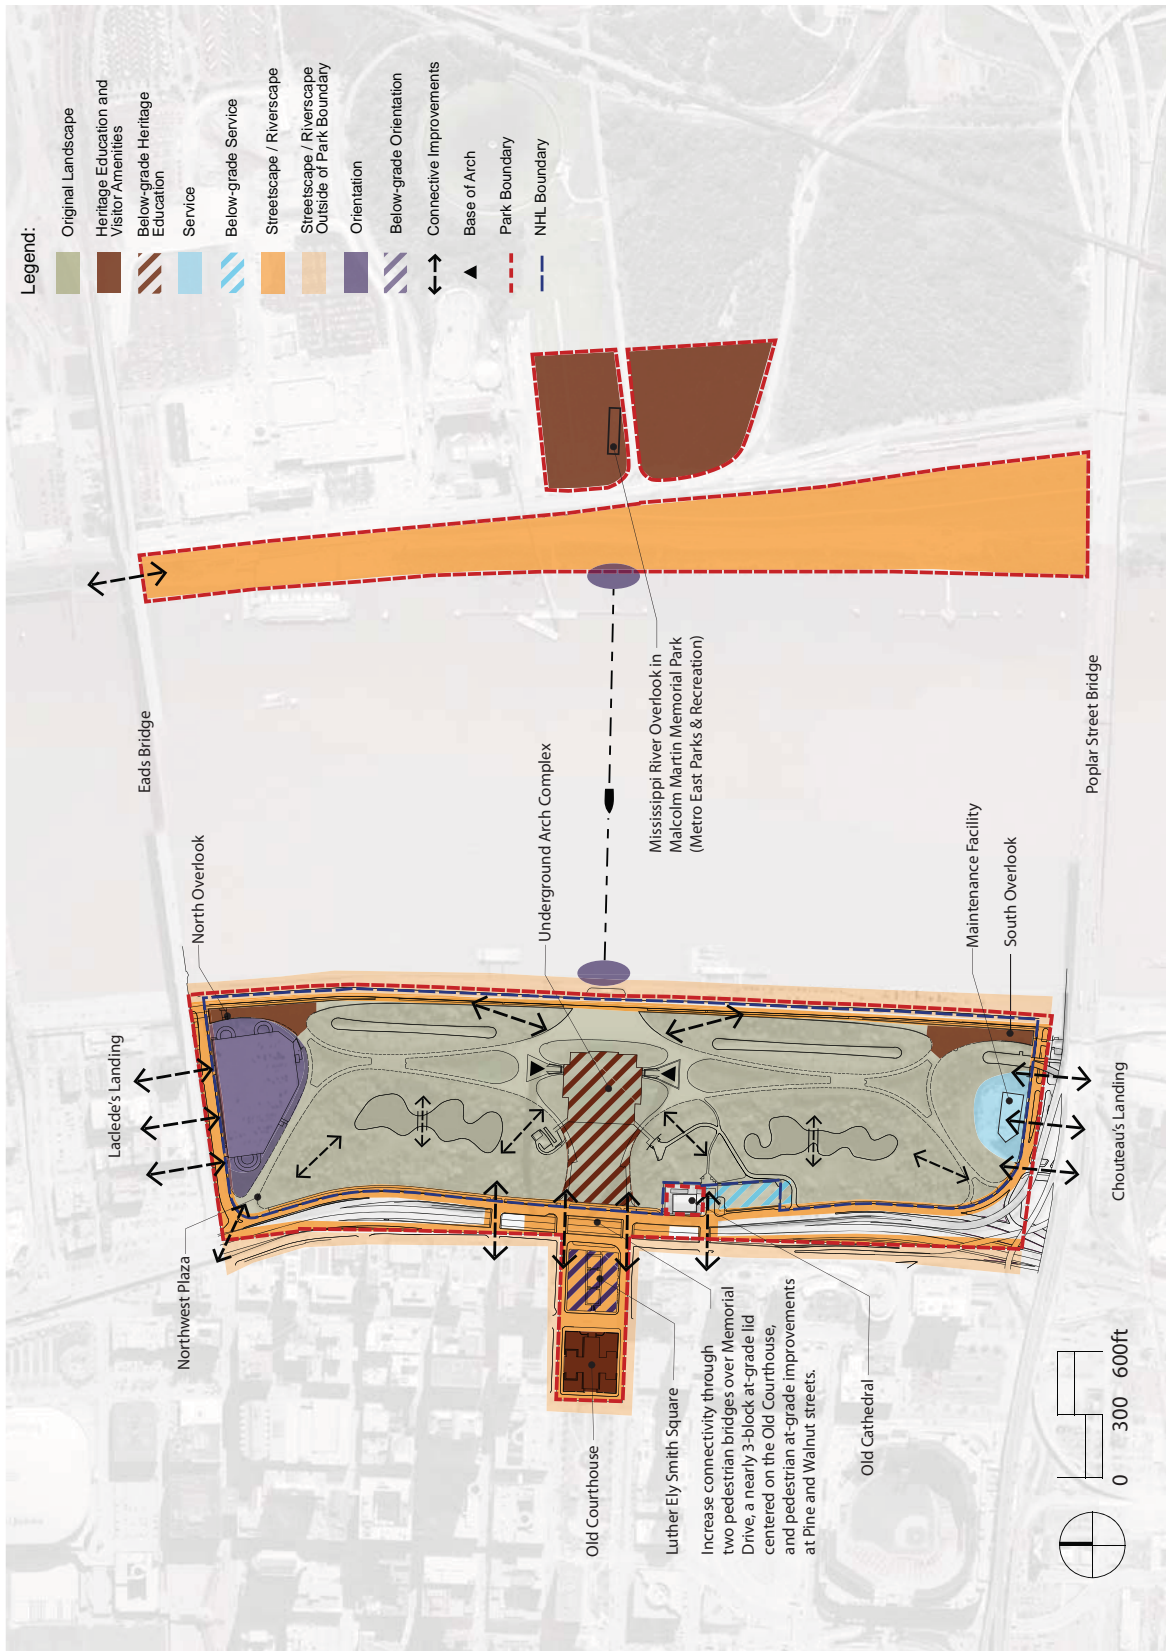 Legend:
Original Landscape
Heritage Education and
Visitor Amenities
Below-grade Heritage
Education
Service
Below-grade Service
Streetscape / Riverscape
Streetscape / Riverscape
Outside of Park Boundary
Orientation
Below-grade Orientation
Connective Improvements
Base of Arch
Park Boundary
NHL Boundary
Eads Bridge
Poplar Street Bridge
Mississippi River Overlook in
Malcolm Martin Memorial Park
(Metro East Parks & Recreation)
Underground Arch Complex
North Overlook
Maintenance Facility
South Overlook
Laclede's Landing
Chouteau's Landing
Northwest Plaza
Old Courthouse
Luther Ely Smith Square
Increase connectivity through
two pedestrian bridges over Memorial
Drive, a nearly 3-block at-grade lid
centered on the Old Courthouse,
and pedestrian at-grade improvements
at Pine and Walnut streets.
Old Cathedral
0 300 600ft